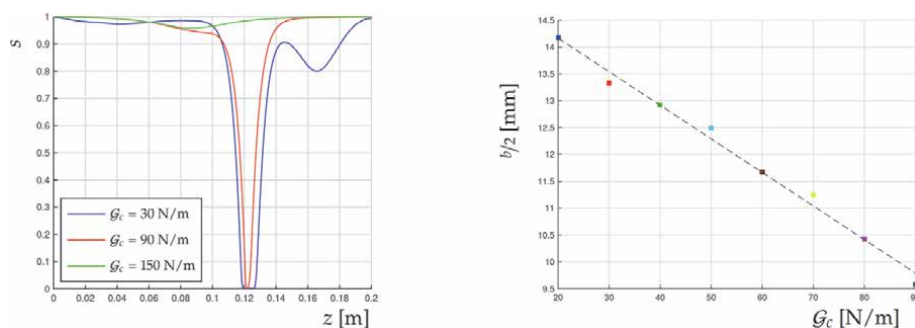 1
0.9
0.8
0.7
0.6
0.5
0.4
0.3
0.2
0.1
0
s
𝒢c = 30 N/m
𝒢c = 90 N/m
𝒢c = 150 N/m
0 0.02 0.04 0.06 0.08 0.1 0.12 0.14 0.16 0.18 0.2
z [m]
14.5
14
13.5
13
12.5
12
11.5
11
10.5
10
9.5
b/2 [mm]
20 30 40 50 60 70 80 90
𝒢c [N/m]